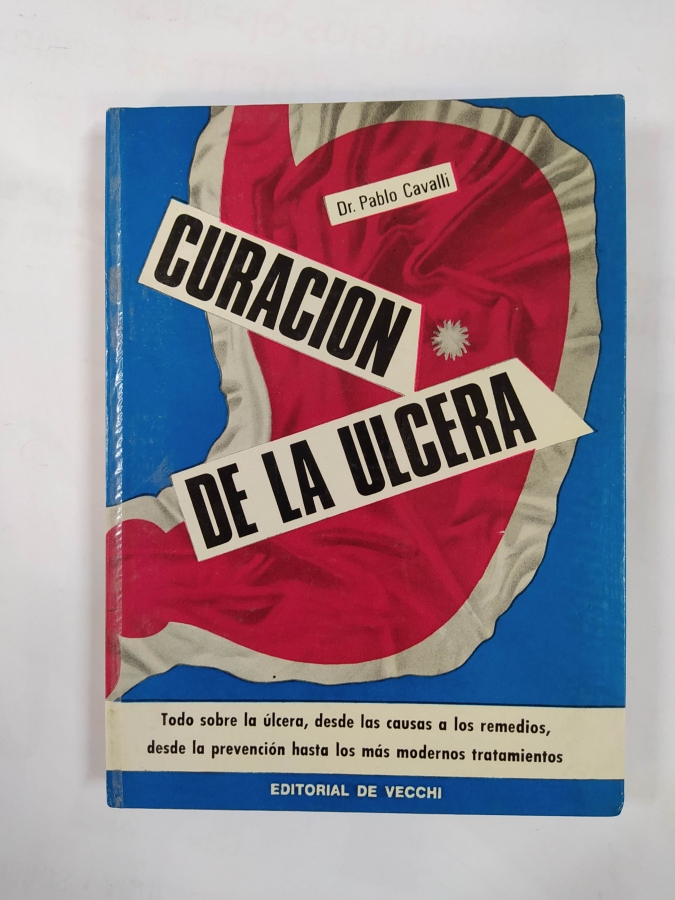 Dr. Pablo Cavalli
CURACION
DE LA ULCERA
Todo sobre la úlcera, desde las causas a los remedios,
desde la prevención hasta los más modernos tratamientos
EDITORIAL DE VECCHI